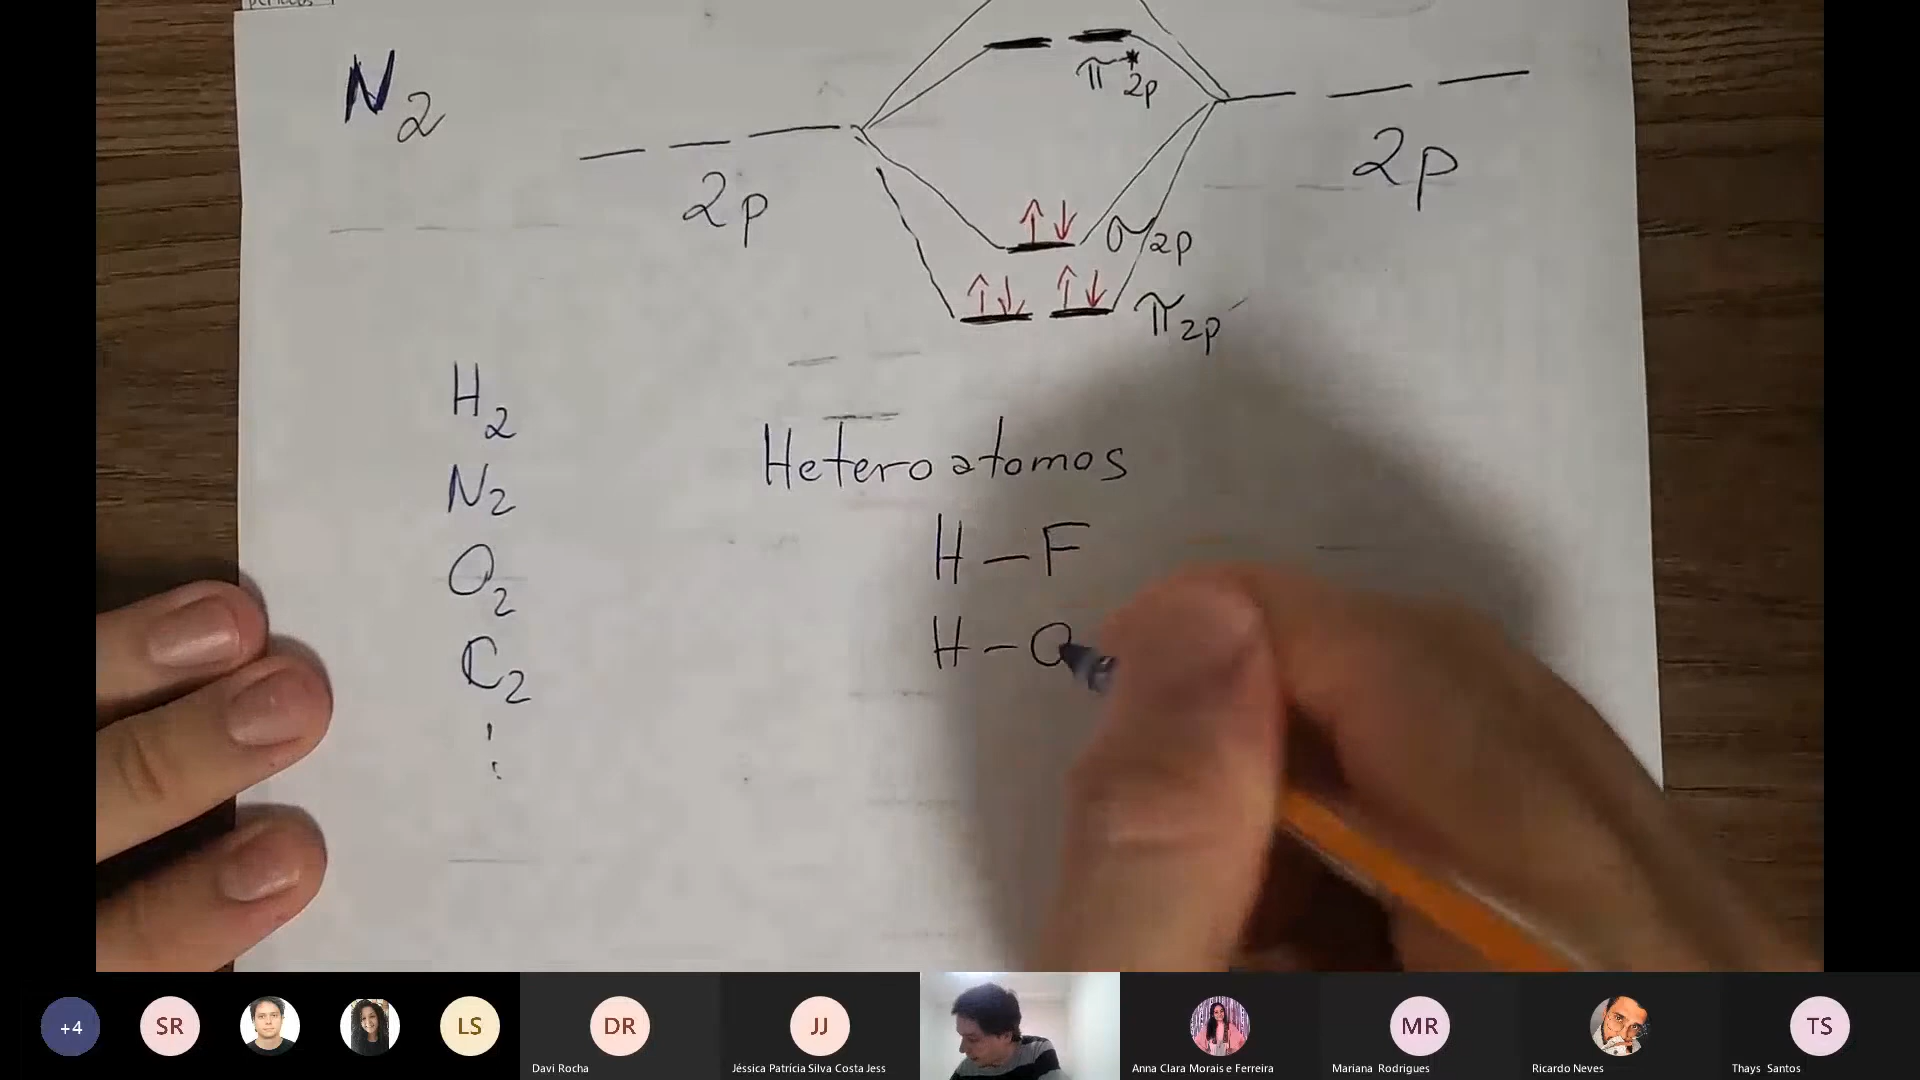 N2
π*2p
2p
2p
↑↓ σ2p
↑↓ ↑↓ π2p
H2
N2
O2
C2
⋮
Heteroatomos
H-F
H-O
+4
SR
LS
DR
JJ
MR
TS
Davi Rocha
Jéssica Patrícia Silva Costa Jess
Anna Clara Morais e Ferreira
Mariana Rodrigues
Ricardo Neves
Thays Santos